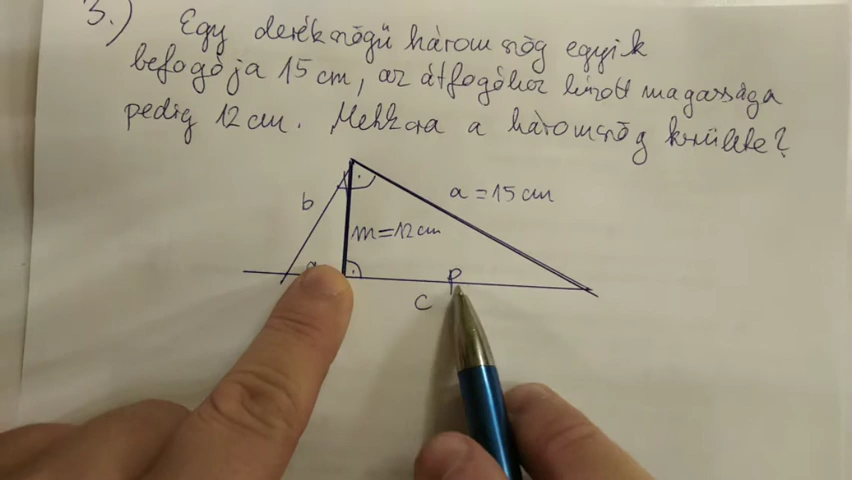 3.) Egy derékszögű háromszög egyik
befogója 15 cm, az átfogóhoz húzott magassága
pedig 12 cm. Mekkora a háromszög kerülete?
b
a = 15 cm
m = 12 cm
p
c